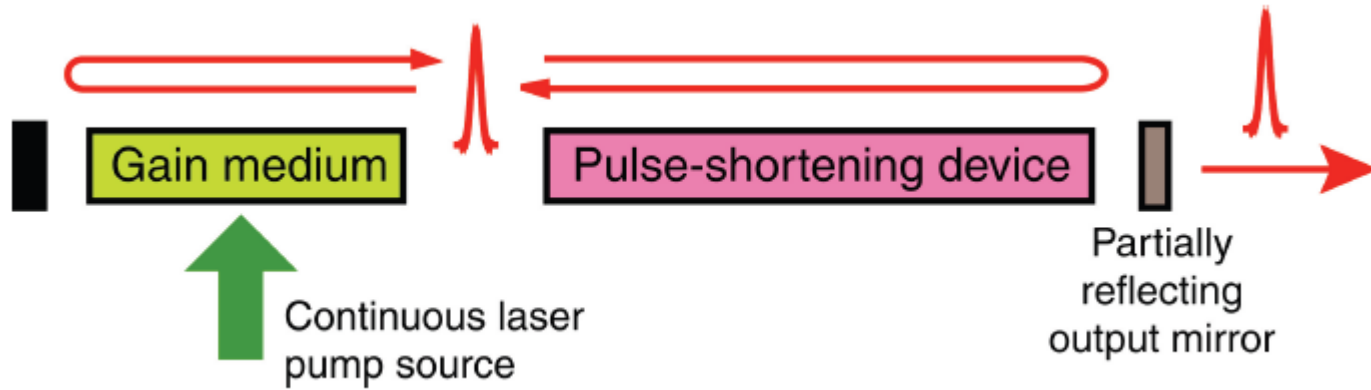 Gain medium
Pulse-shortening device
Continuous laser
pump source
Partially
reflecting
output mirror